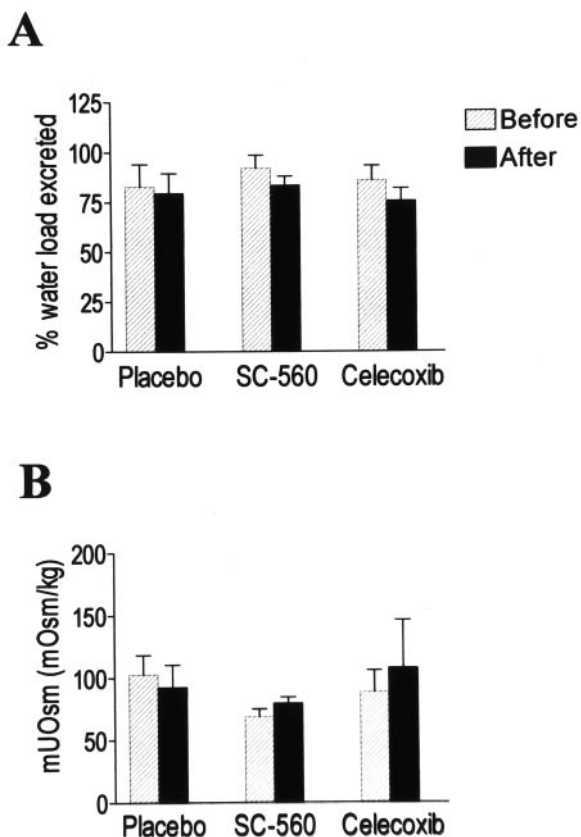 A
% water load excreted
125
100
75
50
25
0
Placebo SC-560 Celecoxib
Before
After
B
mUOsm (mOsm/kg)
200
150
100
50
0
Placebo SC-560 Celecoxib